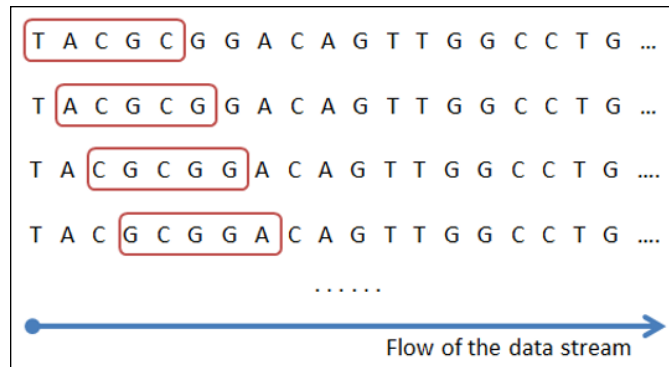 T A C G C G G A C A G T T G G C C T G ...
T A C G C G G A C A G T T G G C C T G ...
T A C G C G G A C A G T T G G C C T G ....
T A C G C G G A C A G T T G G C C T G ....
......
Flow of the data stream